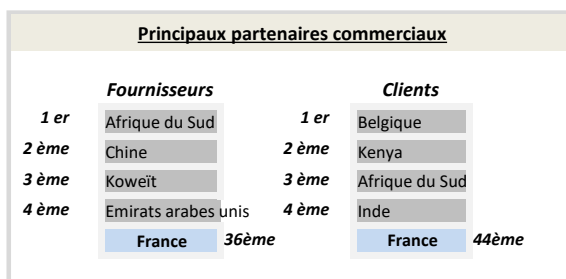 Principaux partenaires commerciaux
Fournisseurs Clients
1 er Afrique du Sud 1 er Belgique
2 ème Chine 2 ème Kenya
3 ème Koweït 3 ème Afrique du Sud
4 ème Emirats arabes unis 4 ème Inde
France 36ème France 44ème